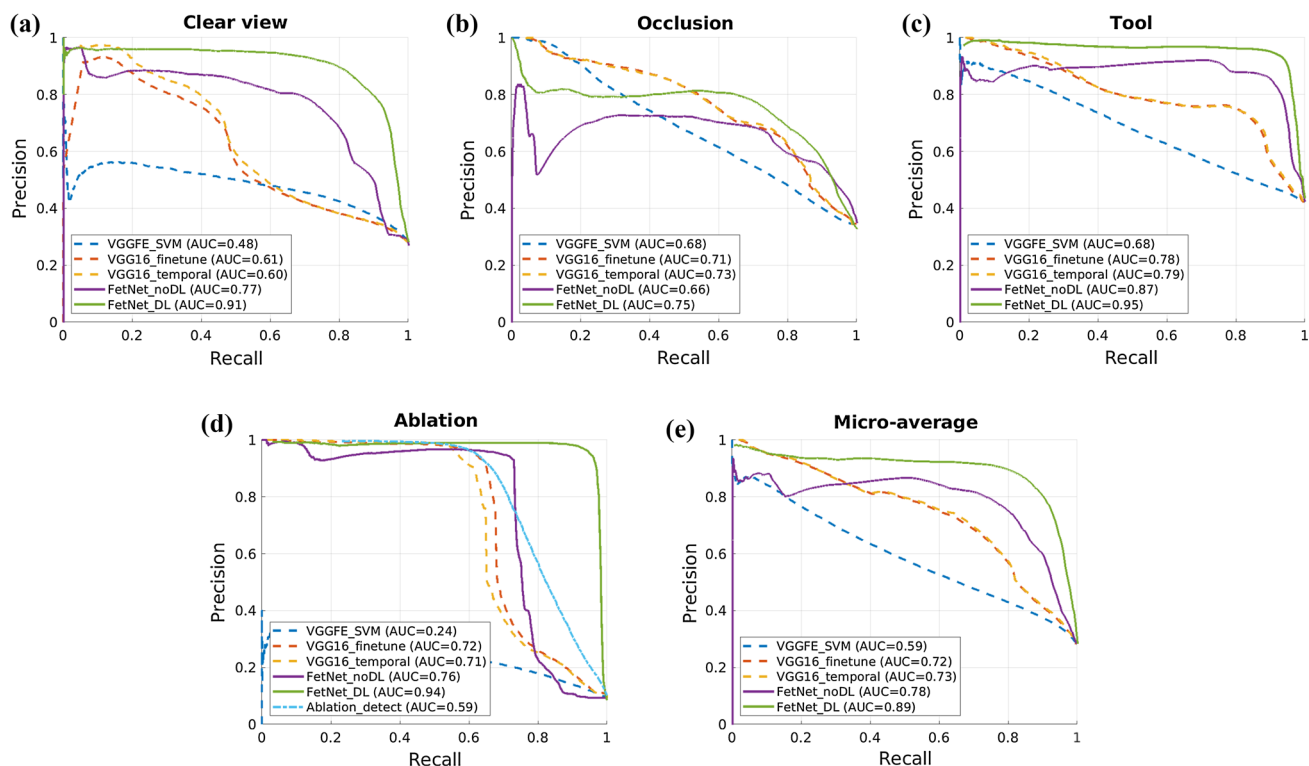 (a)
Clear view
1
0.8
0.6
0.4
0.2
0
Precision
VGGFE_SVM (AUC=0.48)
VGG16_finetune (AUC=0.61)
VGG16_temporal (AUC=0.60)
FetNet_noDL (AUC=0.77)
FetNet_DL (AUC=0.91)
0 0.2 0.4 0.6 0.8 1
Recall
(b)
Occlusion
1
0.8
0.6
0.4
0.2
0
Precision
VGGFE_SVM (AUC=0.68)
VGG16_finetune (AUC=0.71)
VGG16_temporal (AUC=0.73)
FetNet_noDL (AUC=0.66)
FetNet_DL (AUC=0.75)
0 0.2 0.4 0.6 0.8 1
Recall
(c)
Tool
1
0.8
0.6
0.4
0.2
0
Precision
VGGFE_SVM (AUC=0.68)
VGG16_finetune (AUC=0.78)
VGG16_temporal (AUC=0.79)
FetNet_noDL (AUC=0.87)
FetNet_DL (AUC=0.95)
0 0.2 0.4 0.6 0.8 1
Recall
(d)
Ablation
1
0.8
0.6
0.4
0.2
0
Precision
VGGFE_SVM (AUC=0.24)
VGG16_finetune (AUC=0.72)
VGG16_temporal (AUC=0.71)
FetNet_noDL (AUC=0.76)
FetNet_DL (AUC=0.94)
Ablation_detect (AUC=0.59)
0 0.2 0.4 0.6 0.8 1
Recall
(e)
Micro-average
1
0.8
0.6
0.4
0.2
0
Precision
VGGFE_SVM (AUC=0.59)
VGG16_finetune (AUC=0.72)
VGG16_temporal (AUC=0.73)
FetNet_noDL (AUC=0.78)
FetNet_DL (AUC=0.89)
0 0.2 0.4 0.6 0.8 1
Recall